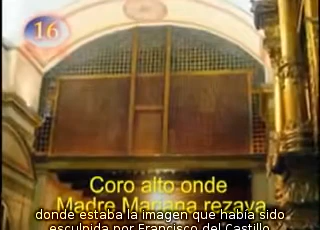 16
Coro alto onde
Madre Mariana rezava
donde estaba la imagen que había sido
esculpida por Francisco del Castillo